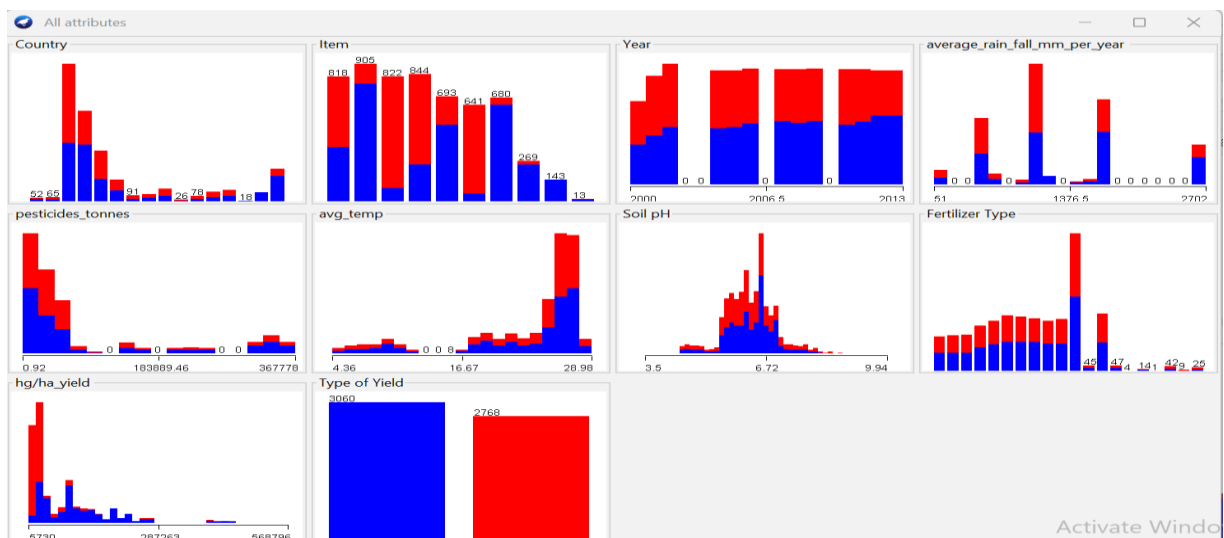 All attributes
Country
52 65 91 26 78 18
Item
818 905 822 844 693 641 680 269 143 13
Year
0 0 0 0
2000 2006.5 2013
average_rain_fall_mm_per_year
0 0 0 0 0 0 0 0 0 0
51 1376.5 2702
pesticides_tonnes
0 0 0 0
0.92 183889.46 367778
avg_temp
0 0 8
4.36 16.67 28.98
Soil pH
3.5 6.72 9.94
Fertilizer Type
45 47 4 14 1 42 9 25
hg/ha_yield
5730 287263 568796
Type of Yield
3060
2768
Activate Windo